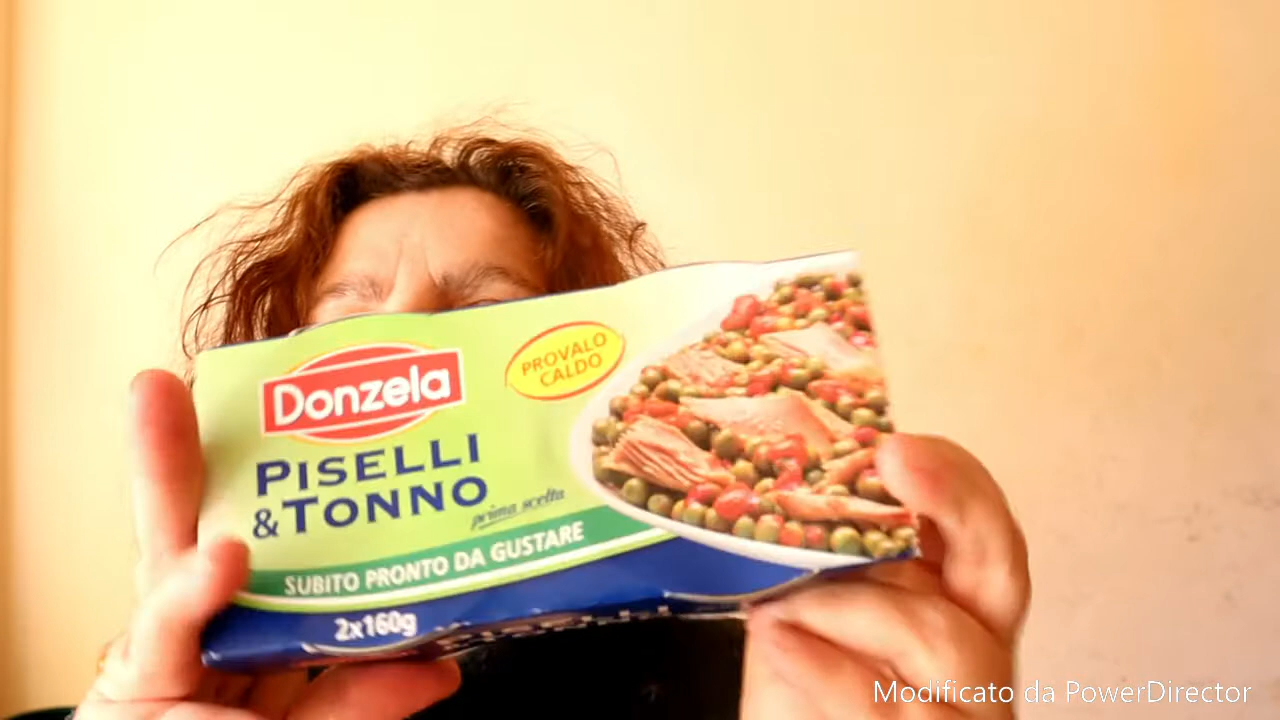 Donzela
PROVALO
CALDO
PISELLI
&TONNO
prima scelta
SUBITO PRONTO DA GUSTARE
2x160g
Modificato da PowerDirector